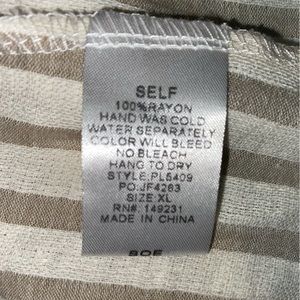 SELF
100%RAYON
HAND WAS COLD
WATER SEPARATELY
COLOR WILL BLEED
NO BLEACH
HANG TO DRY
STYLE:PL5409
PO:JF4263
SIZE:XL
RN#: 149231
MADE IN CHINA